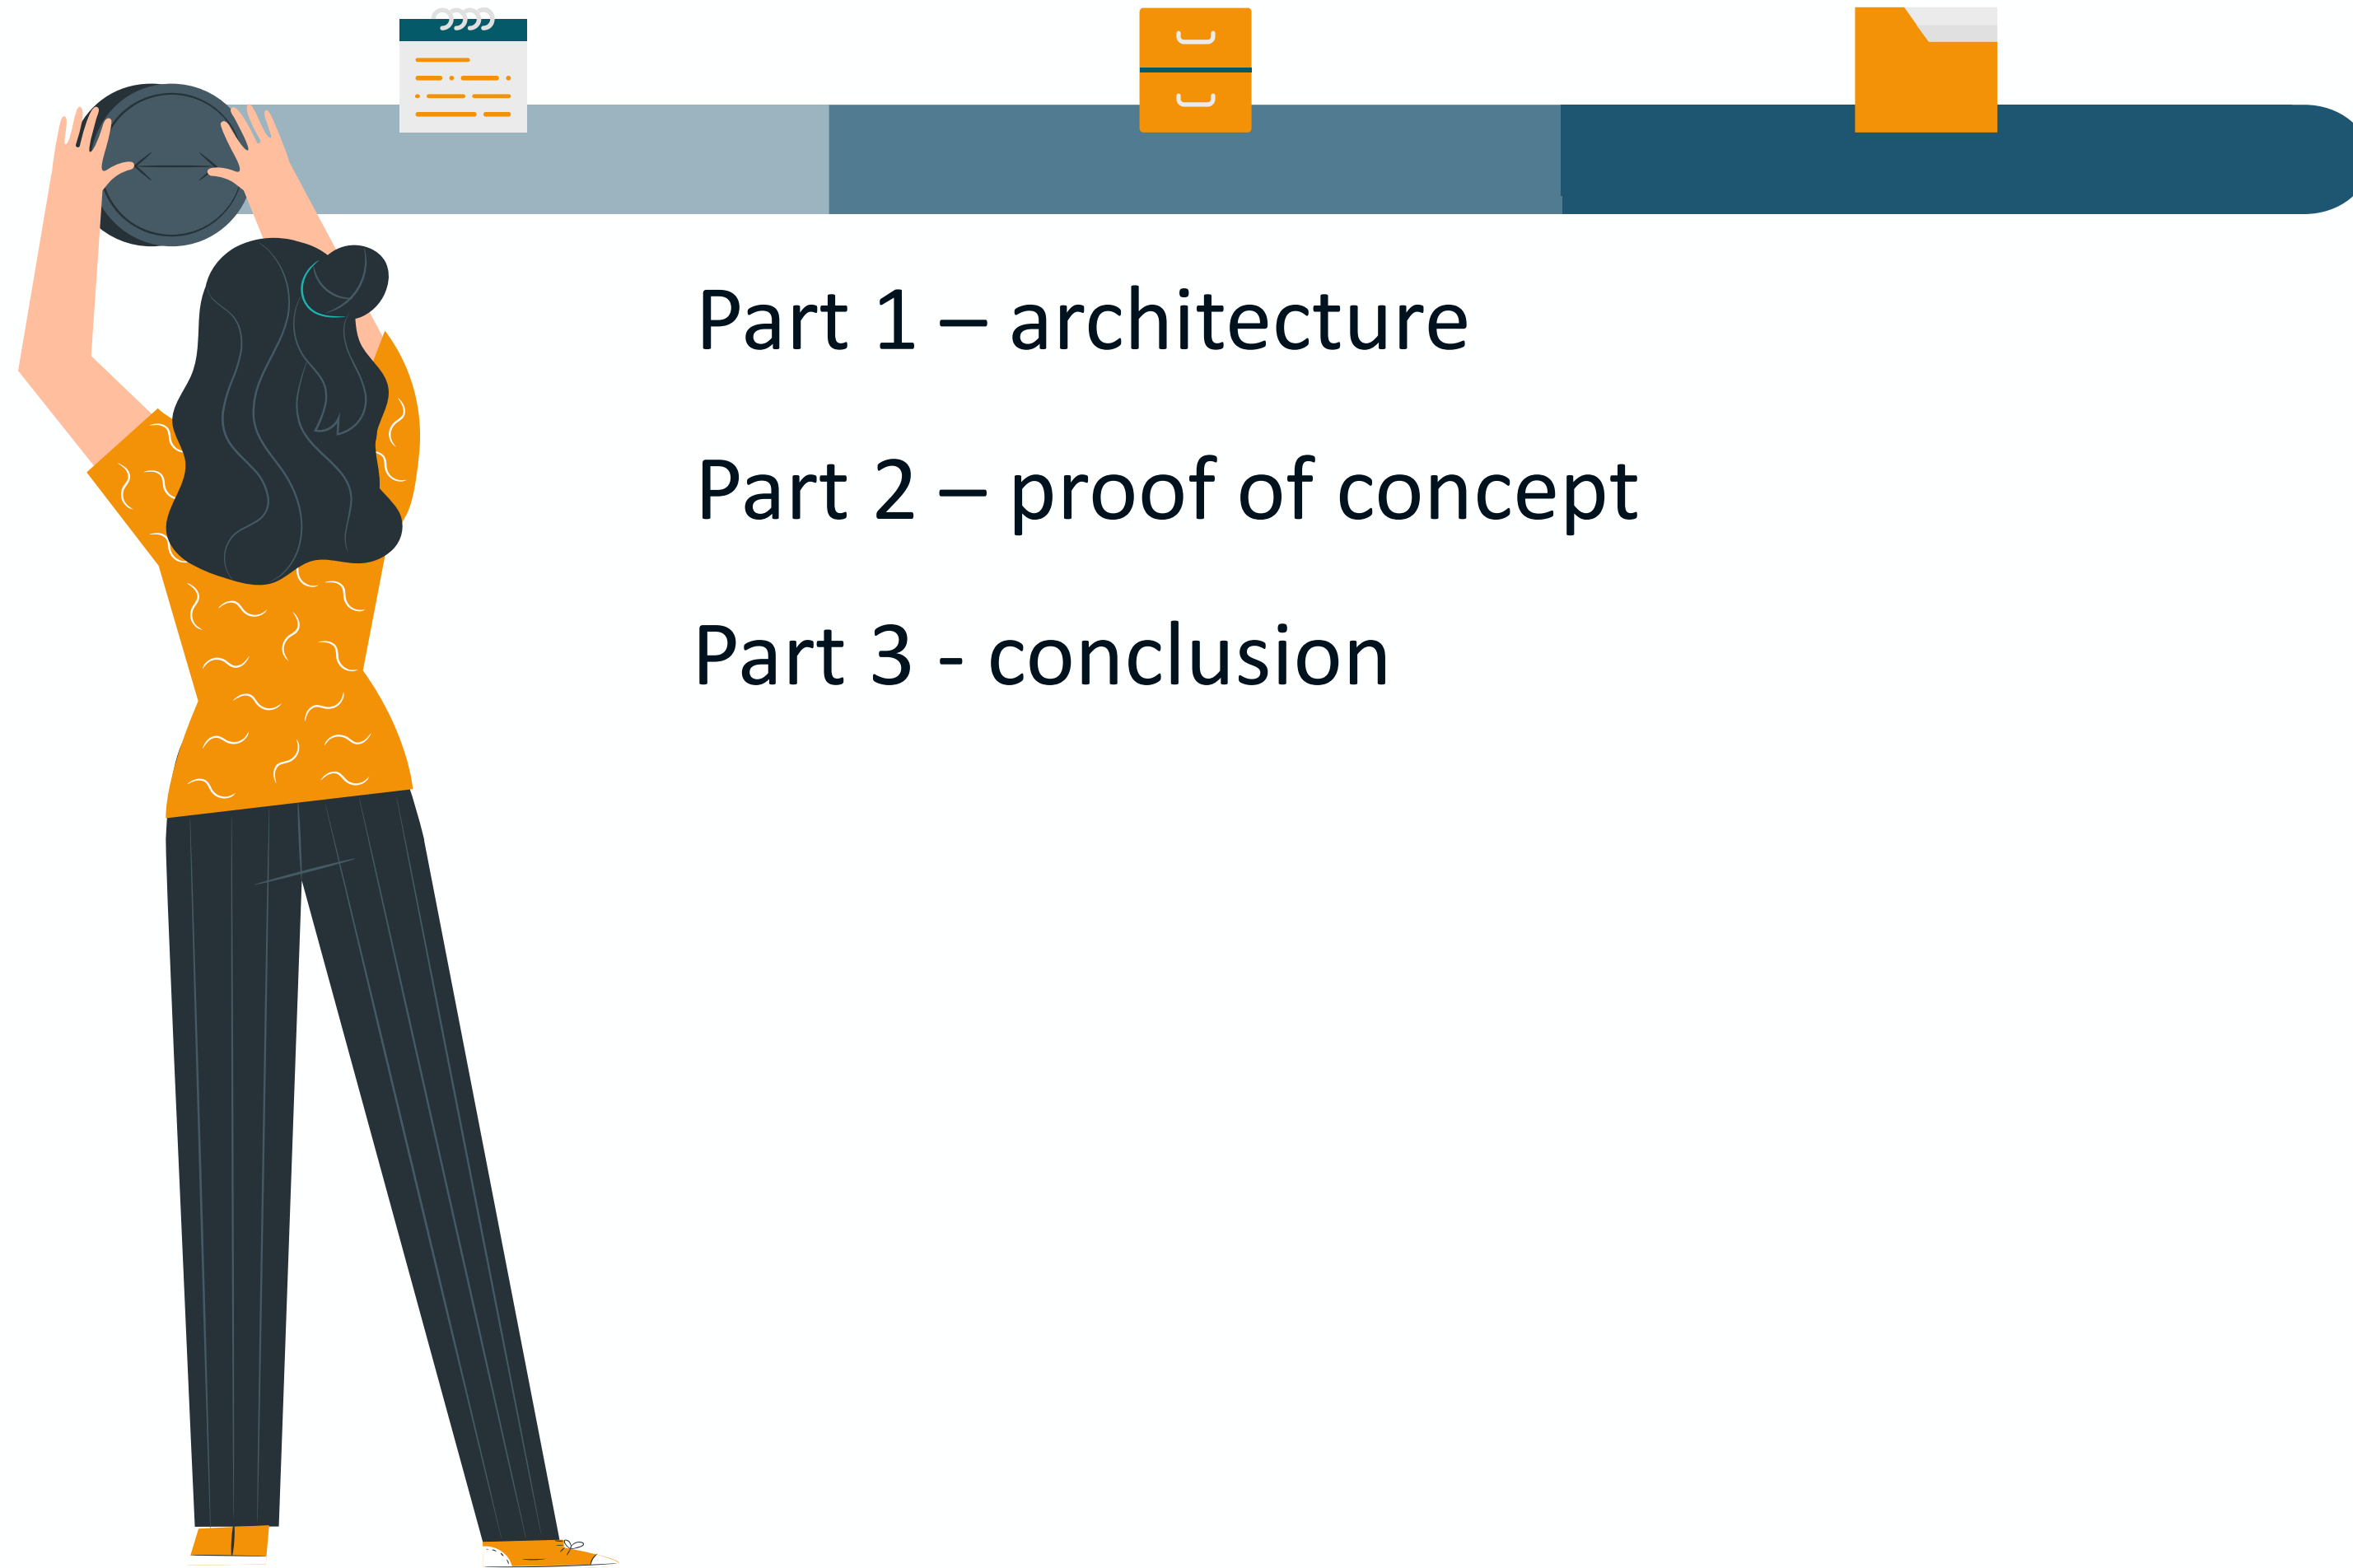 Part 1 – architecture
Part 2 – proof of concept
Part 3 - conclusion